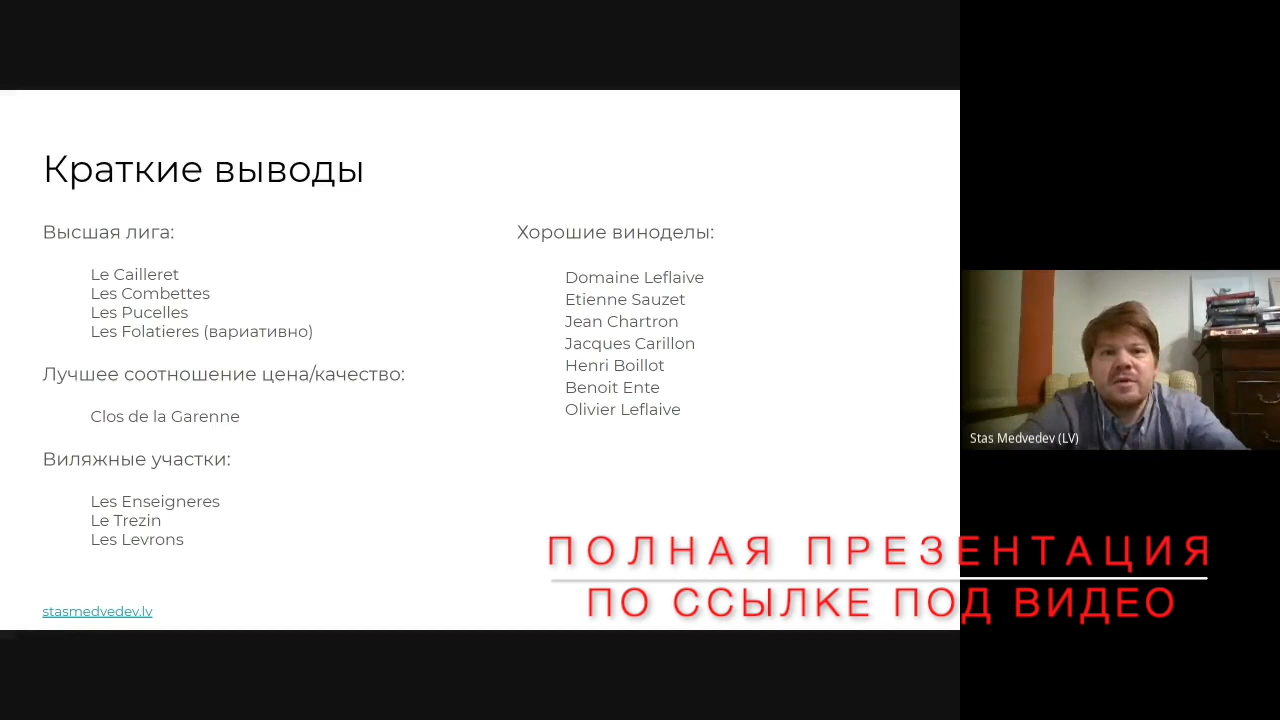 Краткие выводы
Высшая лига:
Le Cailleret
Les Combettes
Les Pucelles
Les Folatieres (вариативно)
Лучшее соотношение цена/качество:
Clos de la Garenne
Виляжные участки:
Les Enseigneres
Le Trezin
Les Levrons
stasmedvedev.lv
Хорошие виноделы:
Domaine Leflaive
Etienne Sauzet
Jean Chartron
Jacques Carillon
Henri Boillot
Benoit Ente
Olivier Leflaive
Stas Medvedev (LV)
ПОЛНАЯ ПРЕЗЕНТАЦИЯ
ПО ССЫЛКЕ ПОД ВИДЕО